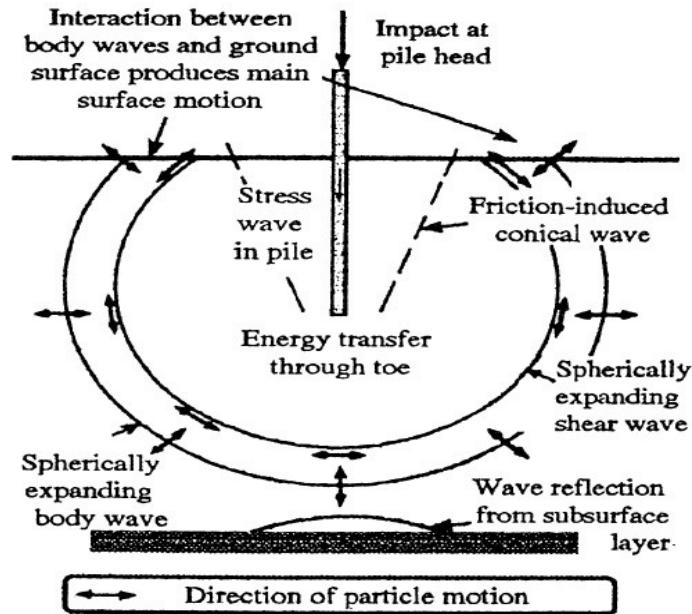 Interaction between
body waves and ground
surface produces main
surface motion
Impact at
pile head
Stress
wave
in pile
Friction-induced
conical wave
Energy transfer
through toe
Spherically
expanding
shear wave
Spherically
expanding
body wave
Wave reflection
from subsurface
layer
Direction of particle motion